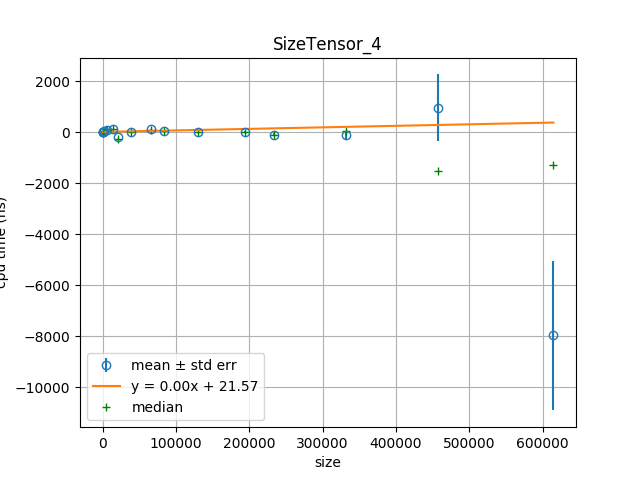 SizeTensor_4
2000
0
−2000
−4000
−6000
−8000
−10000
cpu time (ns)
mean ± std err
y = 0.00x + 21.57
median
0 100000 200000 300000 400000 500000 600000
size